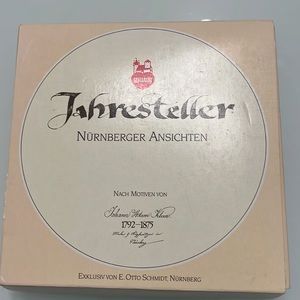 Jahresteller
NÜRNBERGER ANSICHTEN
NACH MOTIVEN VON
Johann Adam Klein
1792–1875
EXKLUSIV VON E. OTTO SCHMIDT, NÜRNBERG